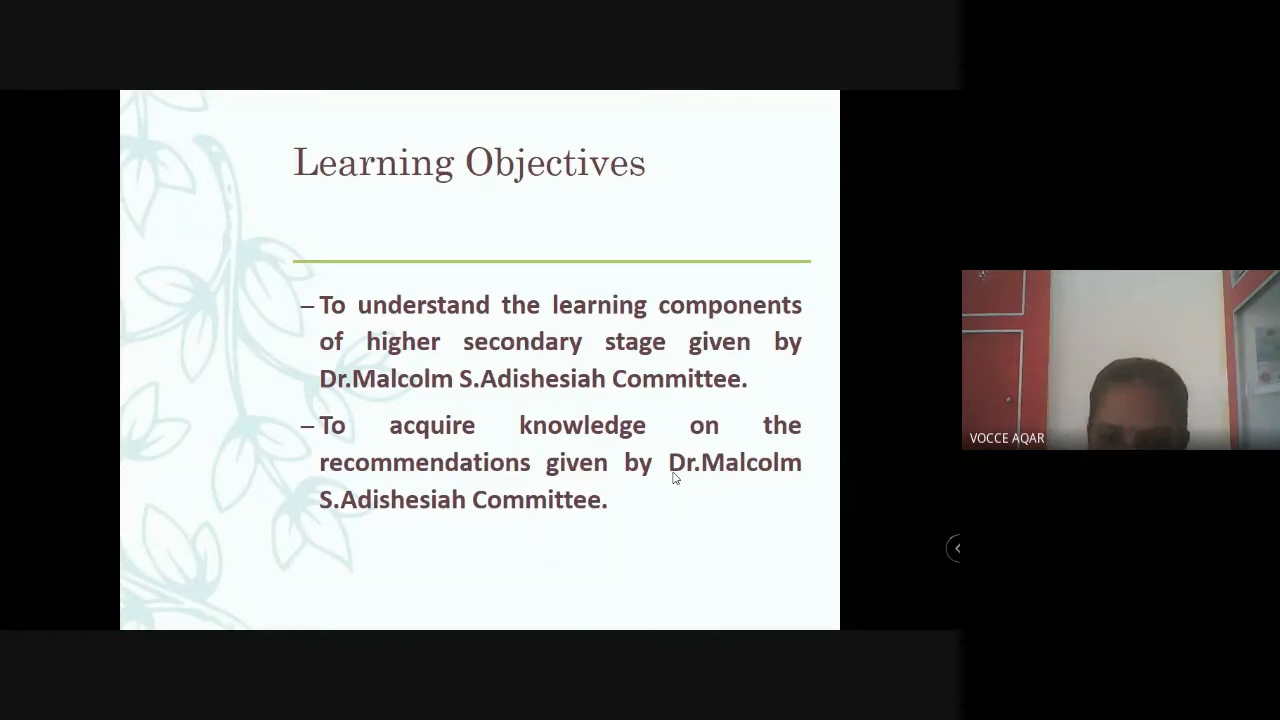 Learning Objectives
– To understand the learning components
of higher secondary stage given by
Dr.Malcolm S.Adishesiah Committee.
– To acquire knowledge on the
recommendations given by Dr.Malcolm
S.Adishesiah Committee.
VOCCE AQAR